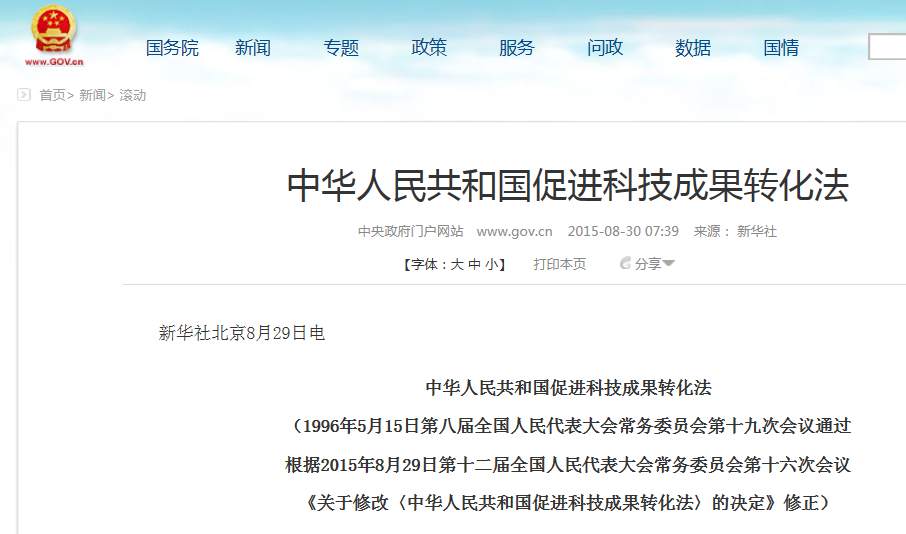 www.GOV.cn
国务院 新闻 专题 政策 服务 问政 数据 国情
首页> 新闻> 滚动
中华人民共和国促进科技成果转化法
中央政府门户网站 www.gov.cn 2015-08-30 07:39 来源： 新华社
【字体：大 中 小】 打印本页 分享
新华社北京8月29日电
中华人民共和国促进科技成果转化法
（1996年5月15日第八届全国人民代表大会常务委员会第十九次会议通过
根据2015年8月29日第十二届全国人民代表大会常务委员会第十六次会议
《关于修改〈中华人民共和国促进科技成果转化法〉的决定》修正）